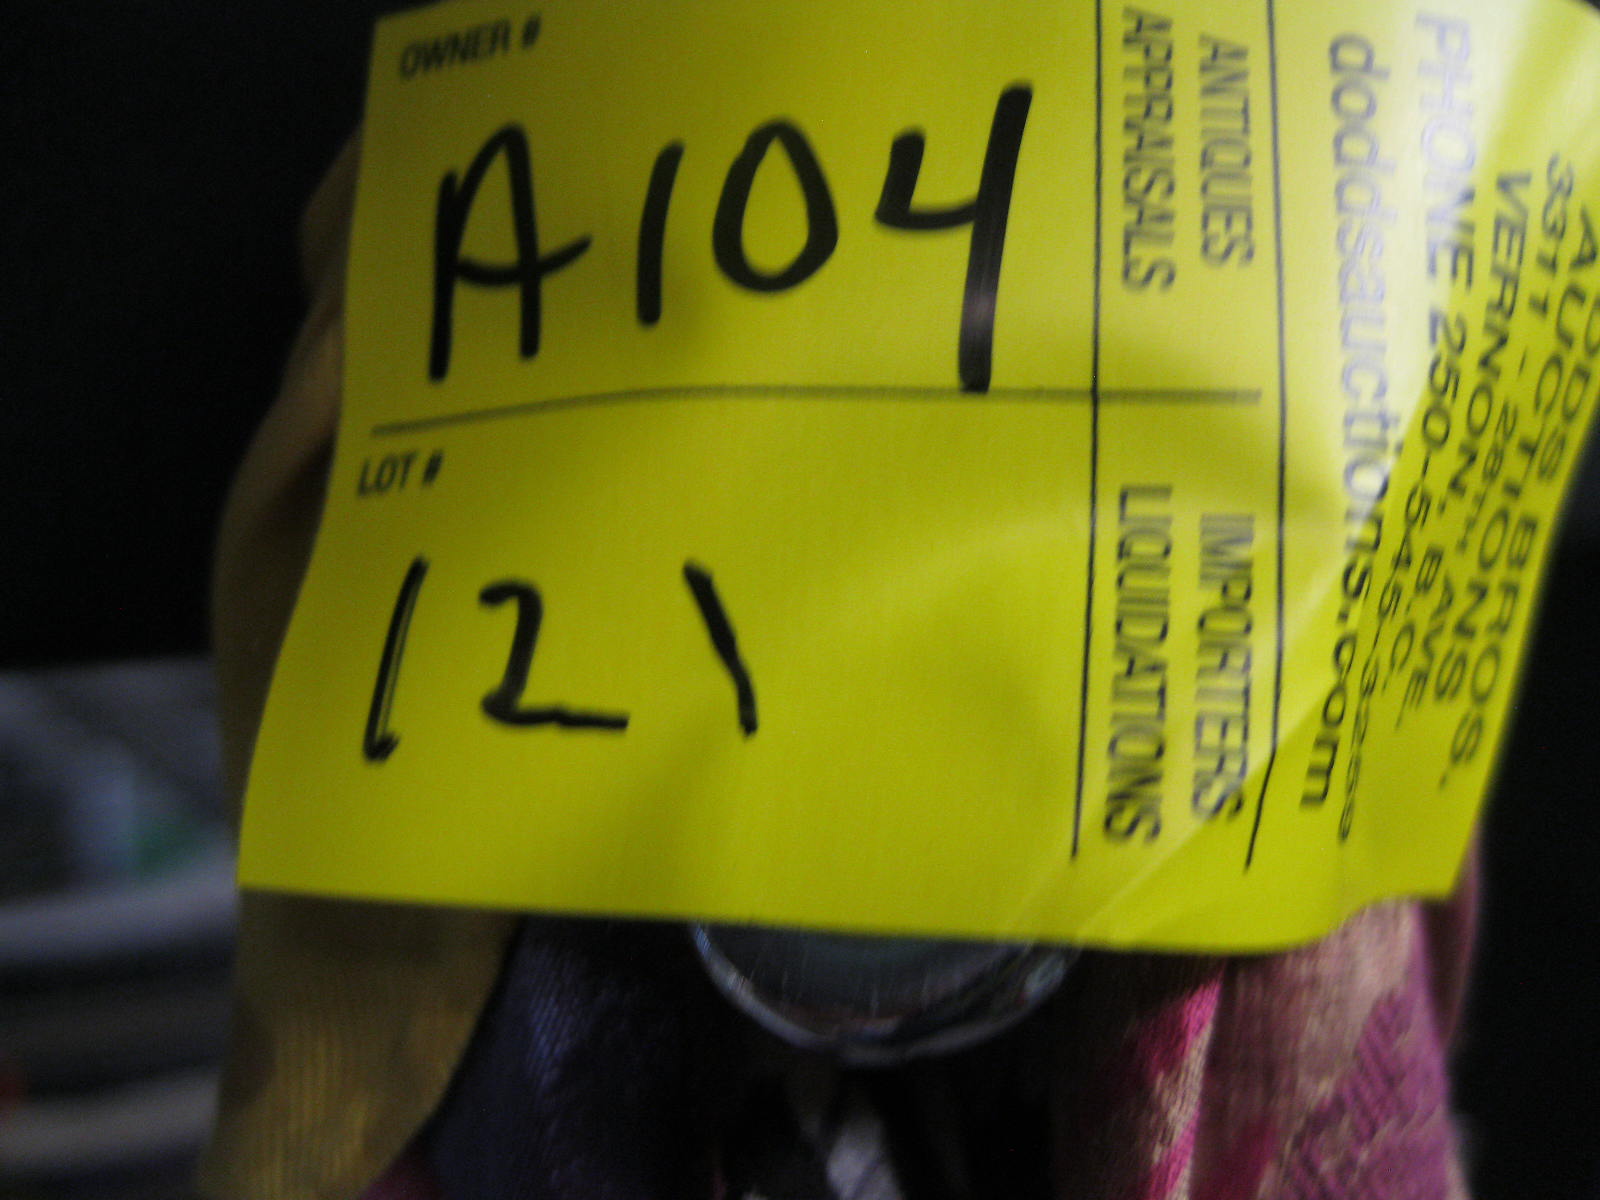 OWNER #
A104
LOT #
121
ANTIQUES
APPRAISALS
IMPORTERS
LIQUIDATIONS
DODDS BROS.
AUCTIONS
3311 - 28TH AVE.
VERNON, B.C.
PHONE 250-545-3259
doddsauctions.com